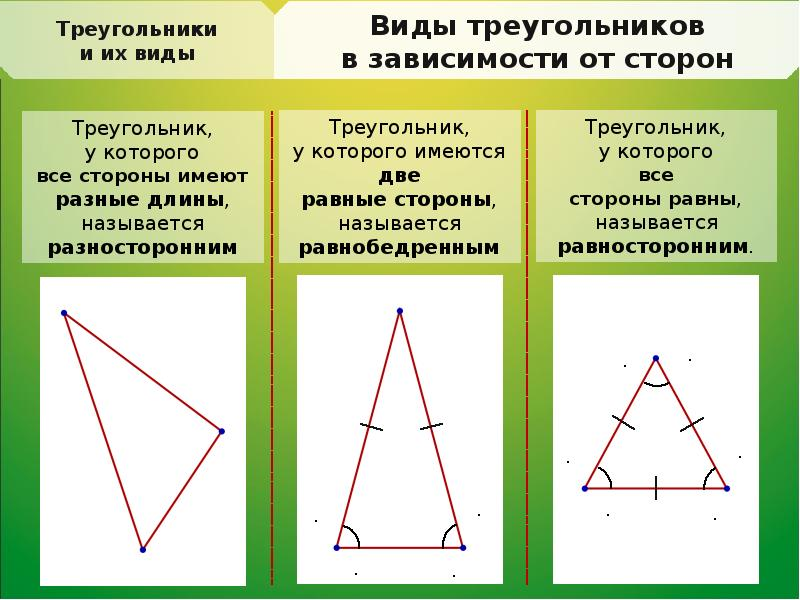 Треугольники
и их виды
Виды треугольников
в зависимости от сторон
Треугольник,
у которого
все стороны имеют
разные длины,
называется
разносторонним
Треугольник,
у которого имеются
две
равные стороны,
называется
равнобедренным
Треугольник,
у которого
все
стороны равны,
называется
равносторонним.